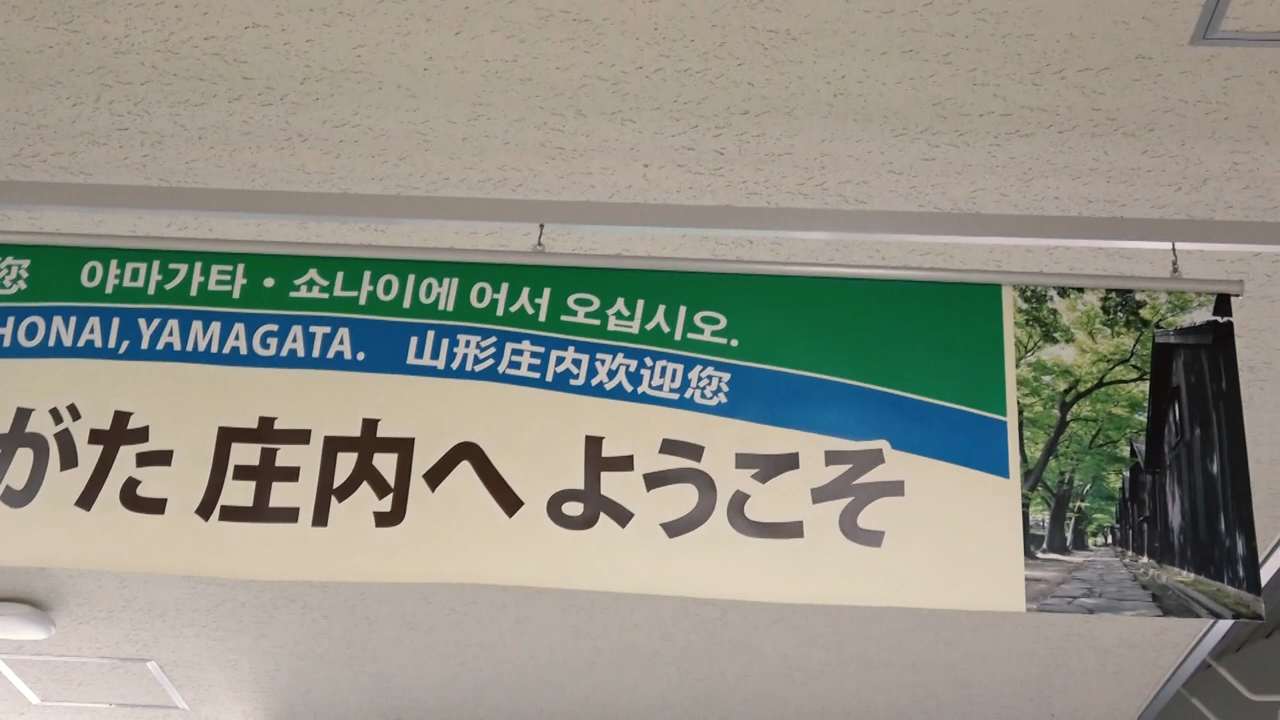 您 야마가타・쇼나이에 어서 오십시오.
HONAI,YAMAGATA. 山形庄内欢迎您
がた 庄内へ ようこそ